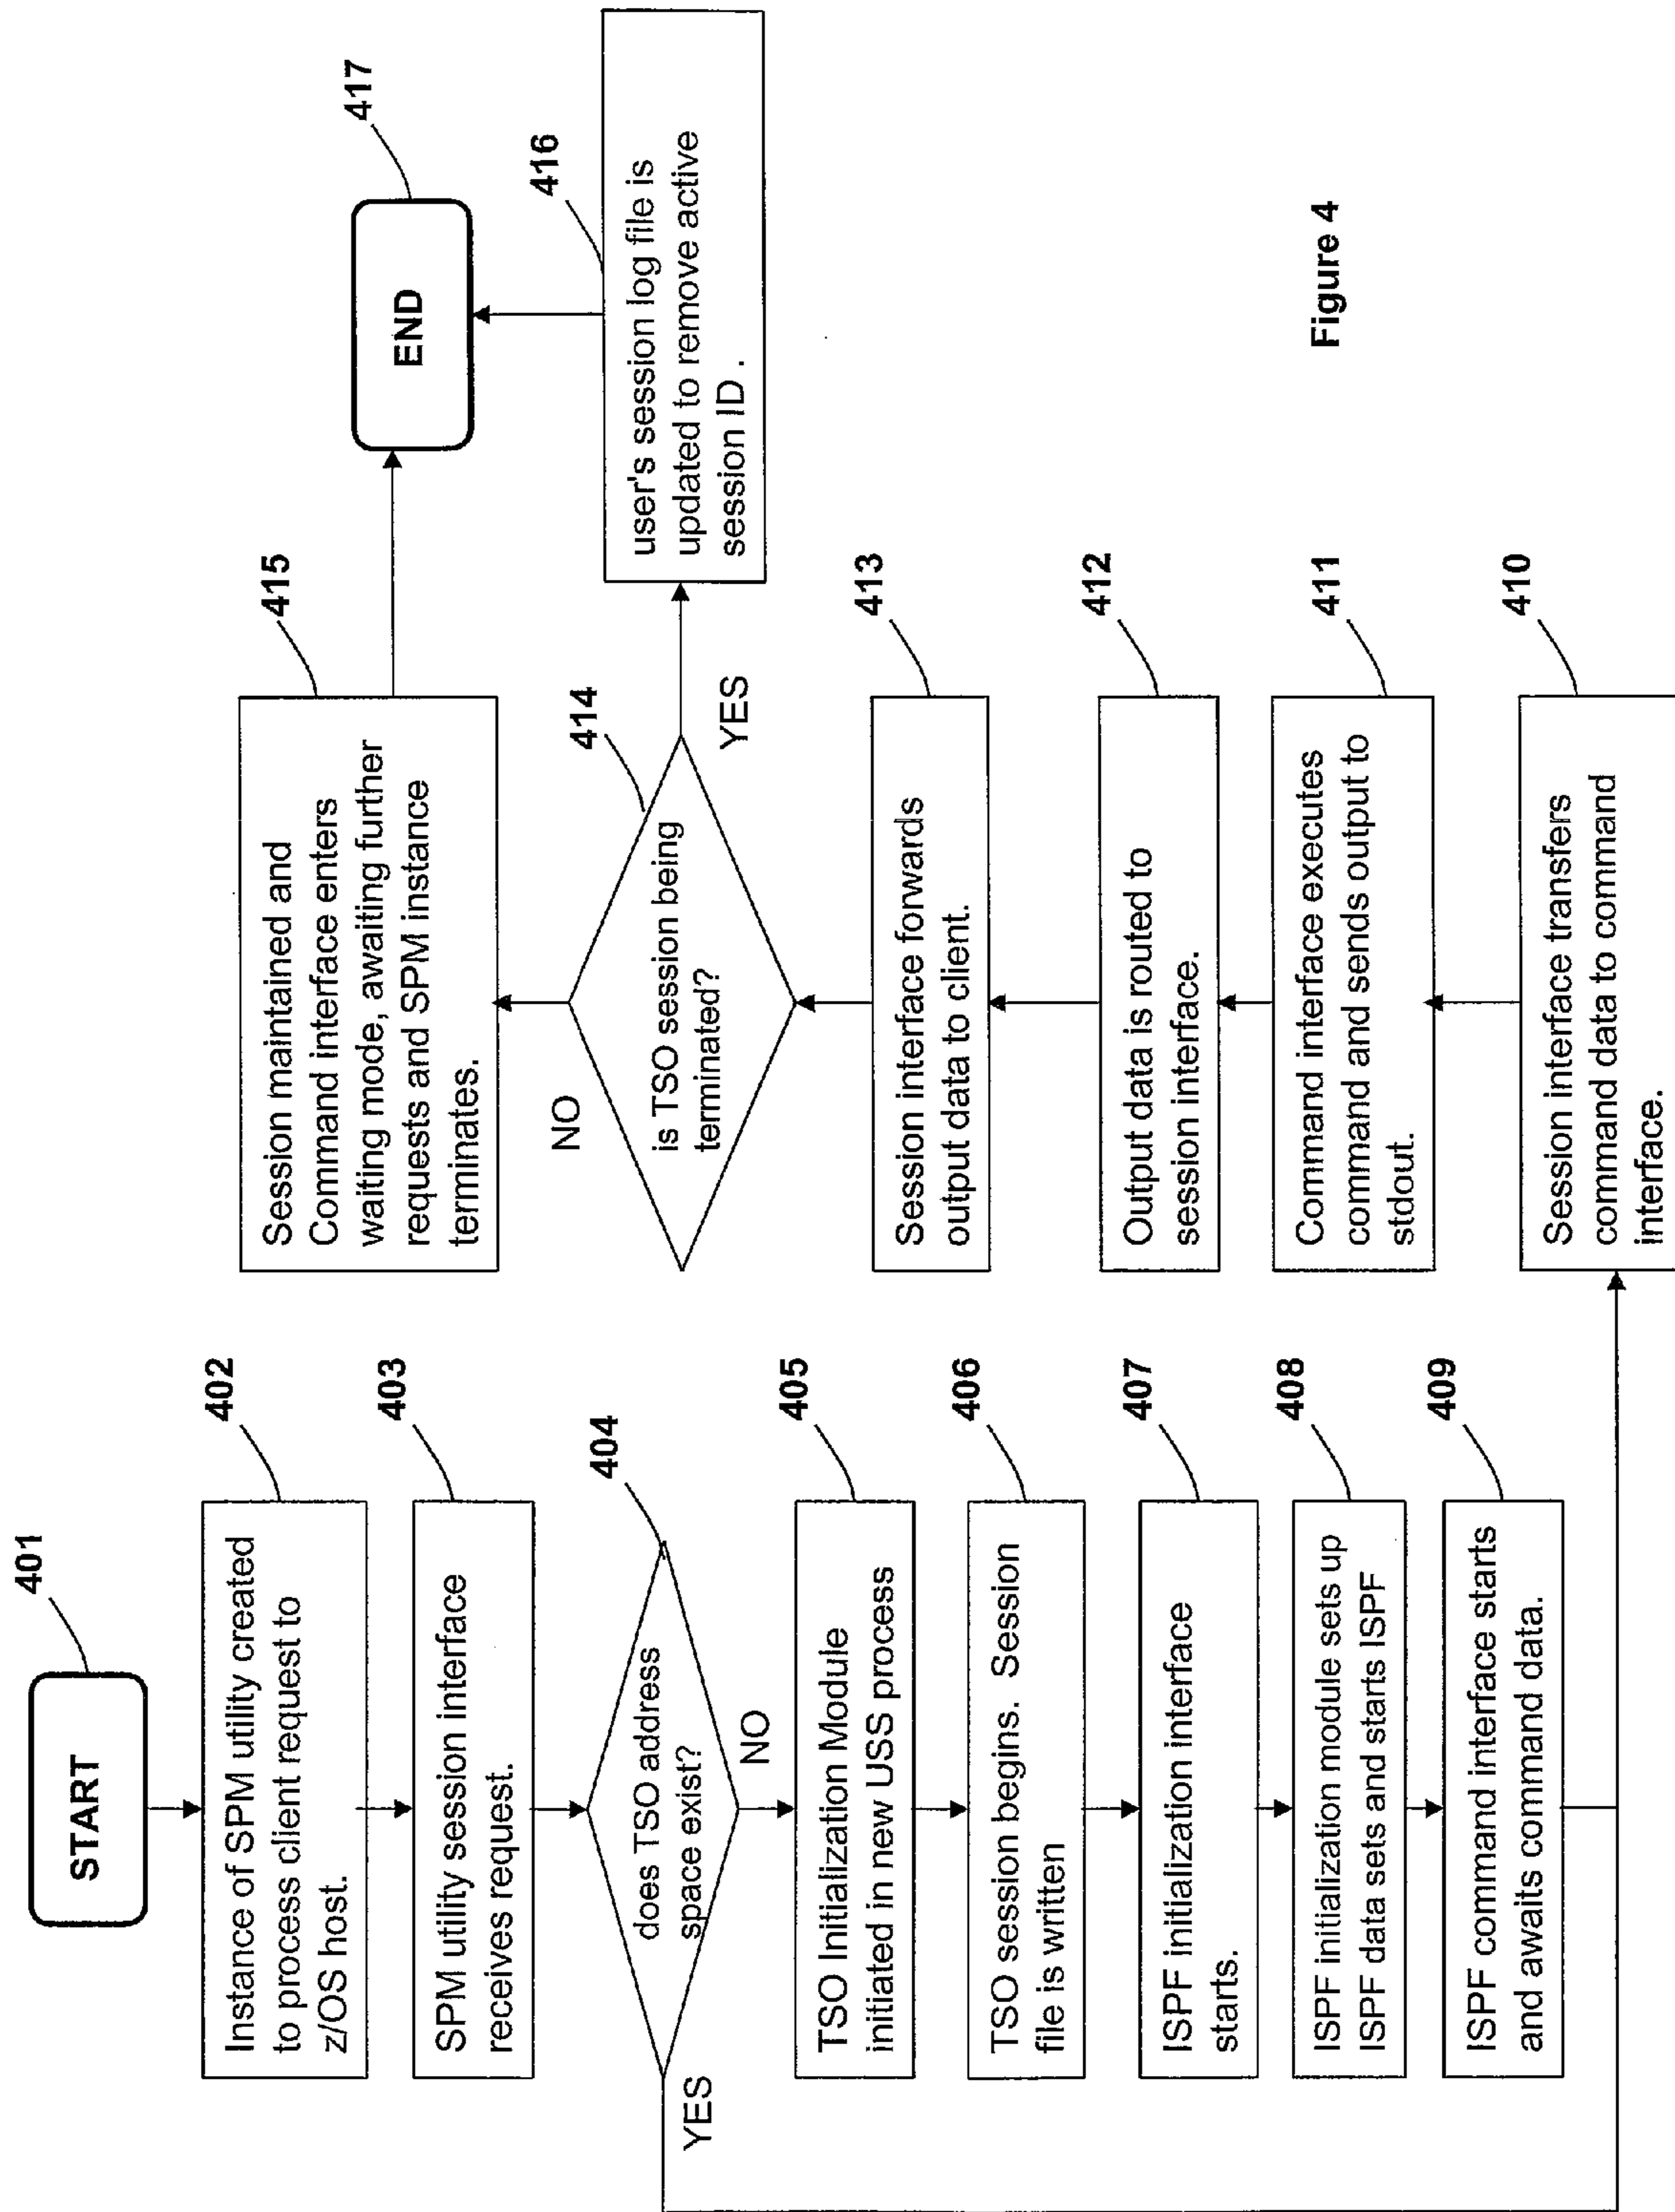 401
START
402
Instance of SPM utility created
to process client request to
z/OS host.
403
SPM utility session interface
receives request.
404
does TSO address
space exist?
YES
NO
405
TSO Initialization Module
initiated in new USS process
406
TSO session begins.  Session
file is written
407
ISPF initialization interface
starts.
408
ISPF initialization module sets up
ISPF data sets and starts ISPF
409
ISPF command interface starts
and awaits command data.
410
Session interface transfers
command data to command
interface.
411
Command interface executes
command and sends output to
stdout.
412
Output data is routed to
session interface.
413
Session interface forwards
output data to client.
414
is TSO session being
terminated?
NO
YES
415
Session maintained and
Command interface enters
waiting mode, awaiting further
requests and SPM instance
terminates.
416
user's session log file is
updated to remove active
session ID .
417
END
Figure 4